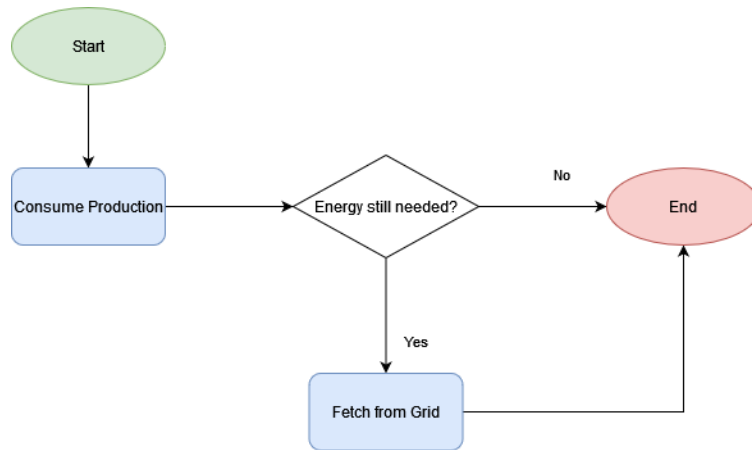 Start
Consume Production
Energy still needed?
No
End
Yes
Fetch from Grid